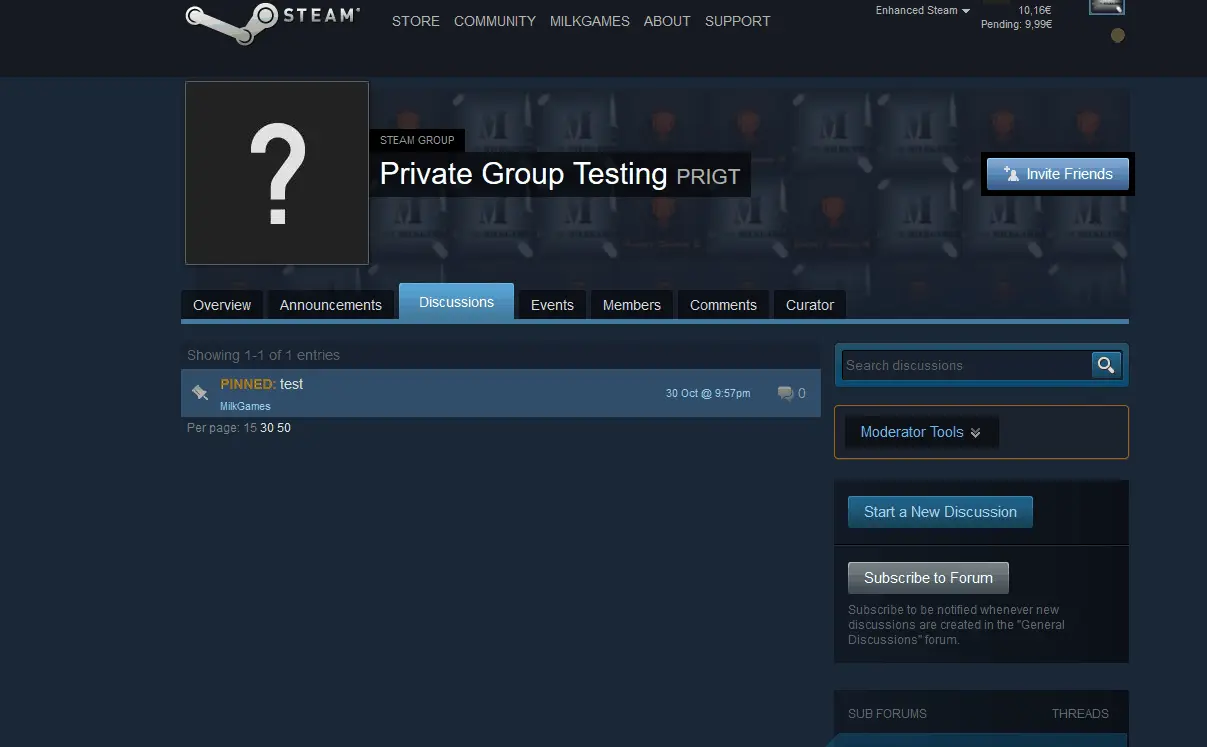 STEAM
STORE COMMUNITY MILKGAMES ABOUT SUPPORT
Enhanced Steam
10,16€
Pending: 9,99€
STEAM GROUP
Private Group Testing PRIGT
Invite Friends
Overview Announcements Discussions Events Members Comments Curator
Showing 1-1 of 1 entries
PINNED: test
MilkGames
30 Oct @ 9:57pm
0
Per page: 15 30 50
Search discussions
Moderator Tools
Start a New Discussion
Subscribe to Forum
Subscribe to be notified whenever new
discussions are created in the "General
Discussions" forum.
SUB FORUMS THREADS